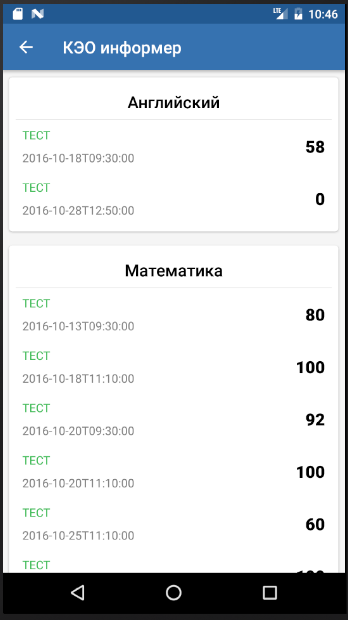 LTE 10:46
КЭО информер
Английский
ТЕСТ
58
2016-10-18T09:30:00
ТЕСТ
0
2016-10-28T12:50:00
Математика
ТЕСТ
80
2016-10-13T09:30:00
ТЕСТ
100
2016-10-18T11:10:00
ТЕСТ
92
2016-10-20T09:30:00
ТЕСТ
100
2016-10-20T11:10:00
ТЕСТ
60
2016-10-25T11:10:00
ТЕСТ